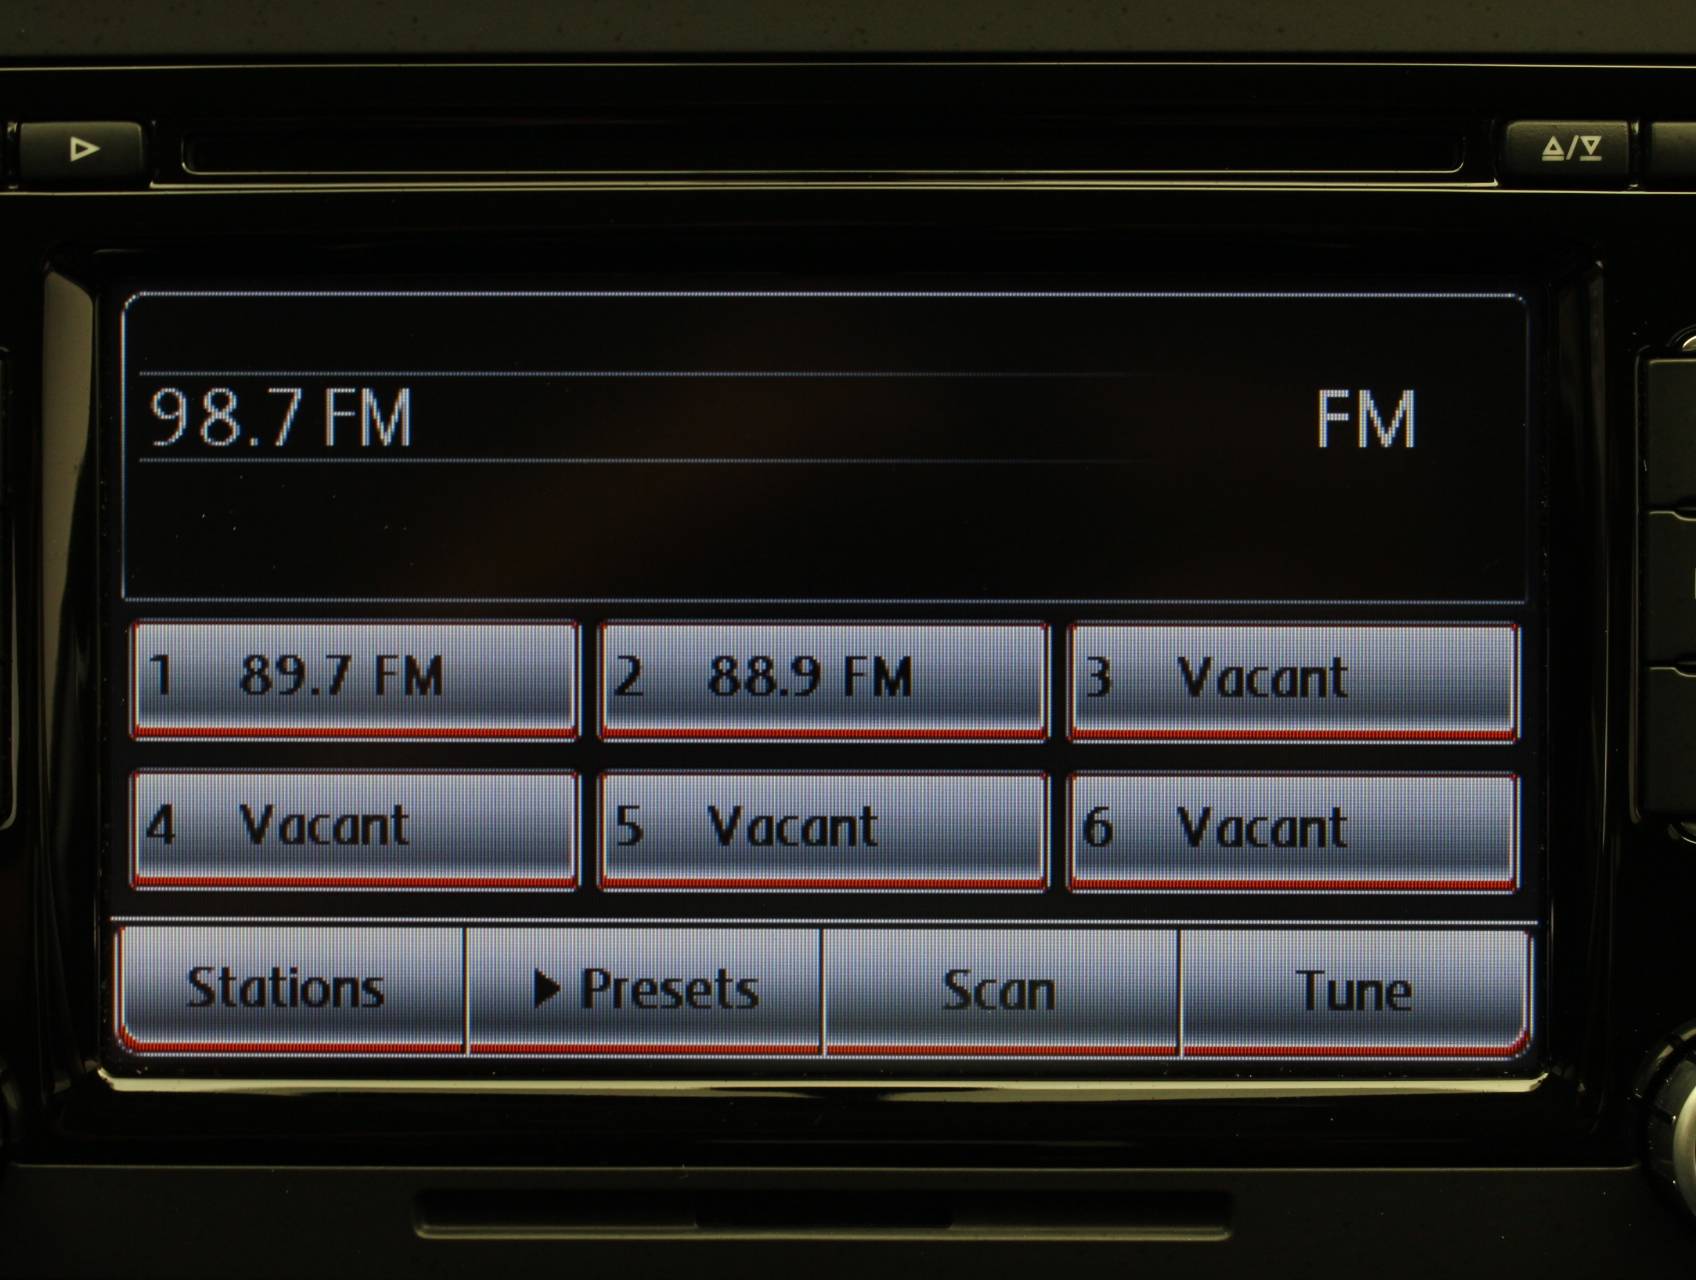 98.7 FM FM
1 89.7 FM 2 88.9 FM 3 Vacant
4 Vacant 5 Vacant 6 Vacant
Stations Presets Scan Tune